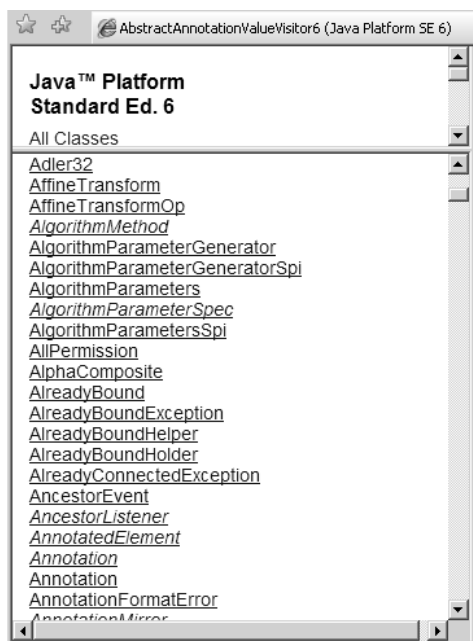 AbstractAnnotationValueVisitor6 (Java Platform SE 6)
Java™ Platform
Standard Ed. 6
All Classes
Adler32
AffineTransform
AffineTransformOp
AlgorithmMethod
AlgorithmParameterGenerator
AlgorithmParameterGeneratorSpi
AlgorithmParameters
AlgorithmParameterSpec
AlgorithmParametersSpi
AllPermission
AlphaComposite
AlreadyBound
AlreadyBoundException
AlreadyBoundHelper
AlreadyBoundHolder
AlreadyConnectedException
AncestorEvent
AncestorListener
AnnotatedElement
Annotation
Annotation
AnnotationFormatError
AnnotationMirror